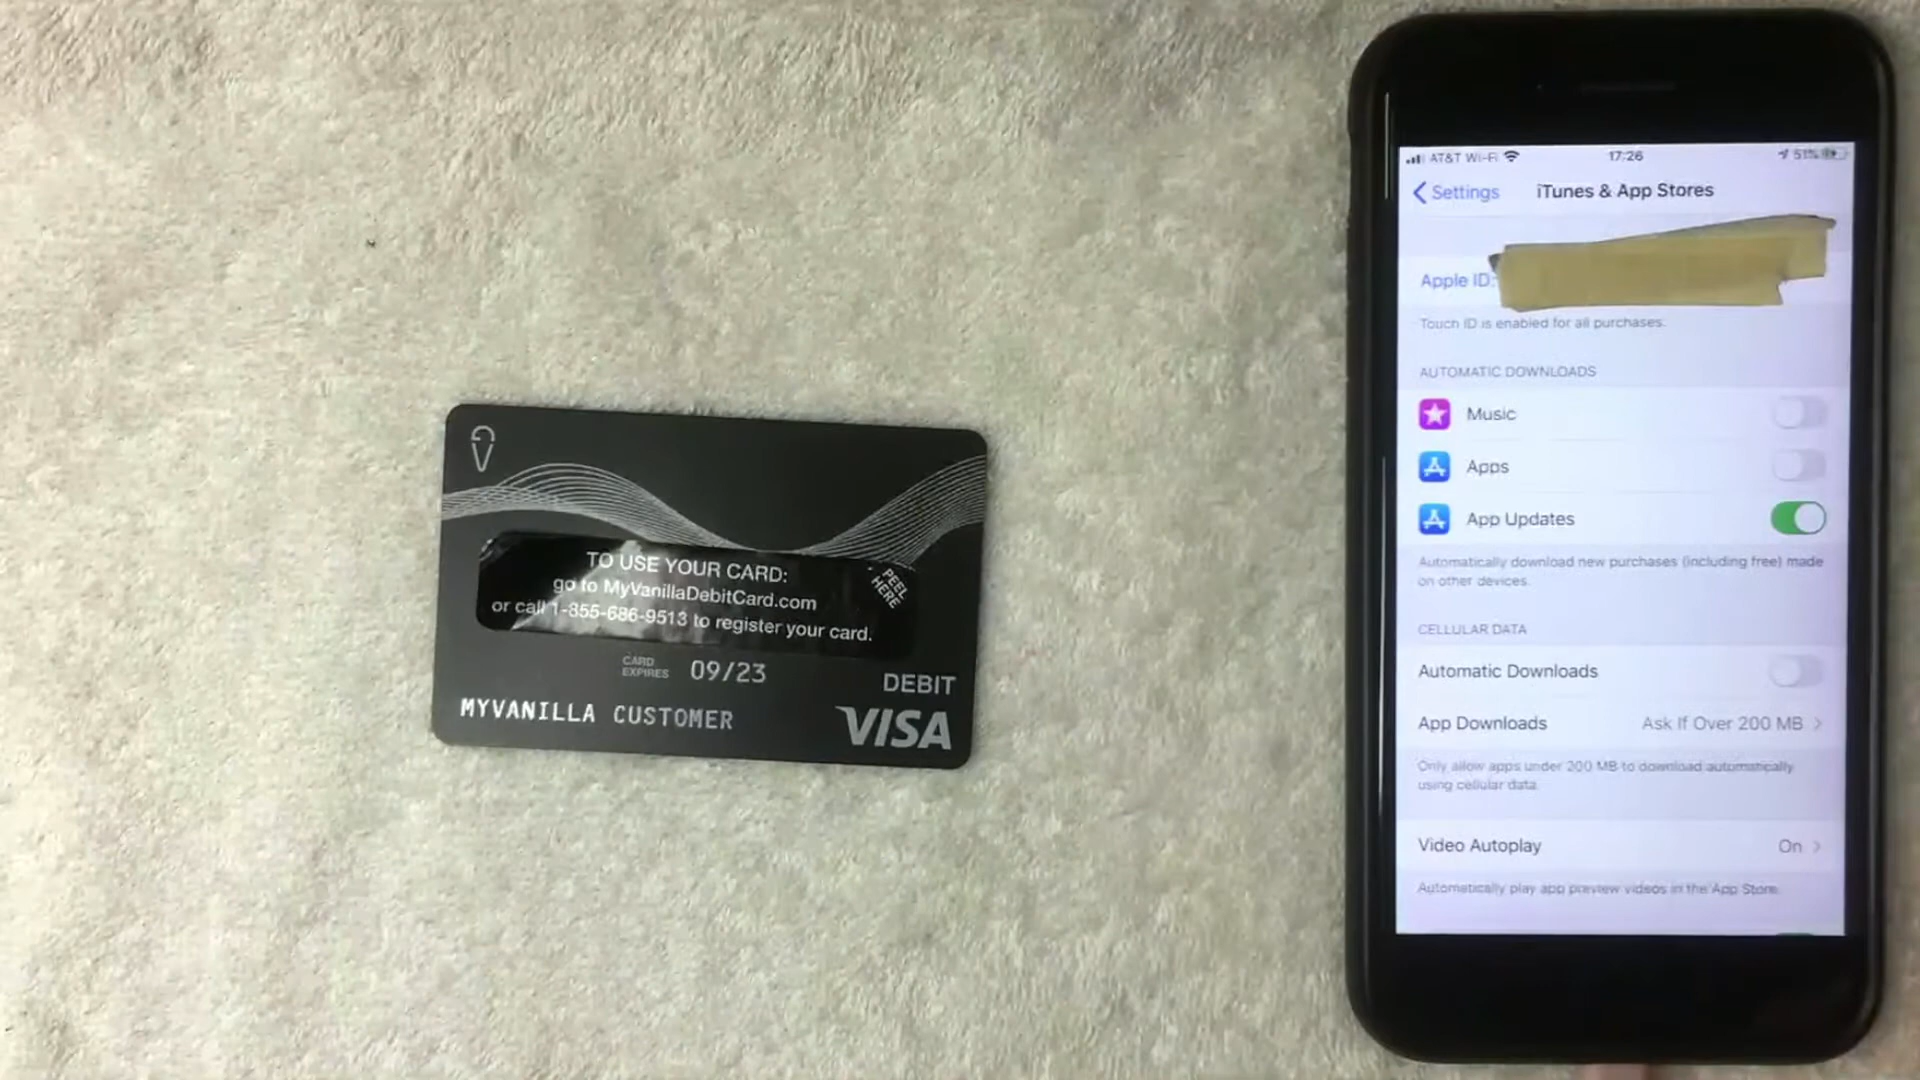 TO USE YOUR CARD:
go to MyVanillaDebitCard.com
or call 1-855-686-9513 to register your card.
PEEL
HERE
CARD
EXPIRES 09/23
DEBIT
MYVANILLA CUSTOMER
VISA
AT&T Wi-Fi 17:26 51%
Settings iTunes & App Stores
Apple ID:
Touch ID is enabled for all purchases.
AUTOMATIC DOWNLOADS
Music
Apps
App Updates
Automatically download new purchases (including free) made
on other devices.
CELLULAR DATA
Automatic Downloads
App Downloads Ask If Over 200 MB
Only allow apps under 200 MB to download automatically
using cellular data.
Video Autoplay On
Automatically play app preview videos in the App Store.